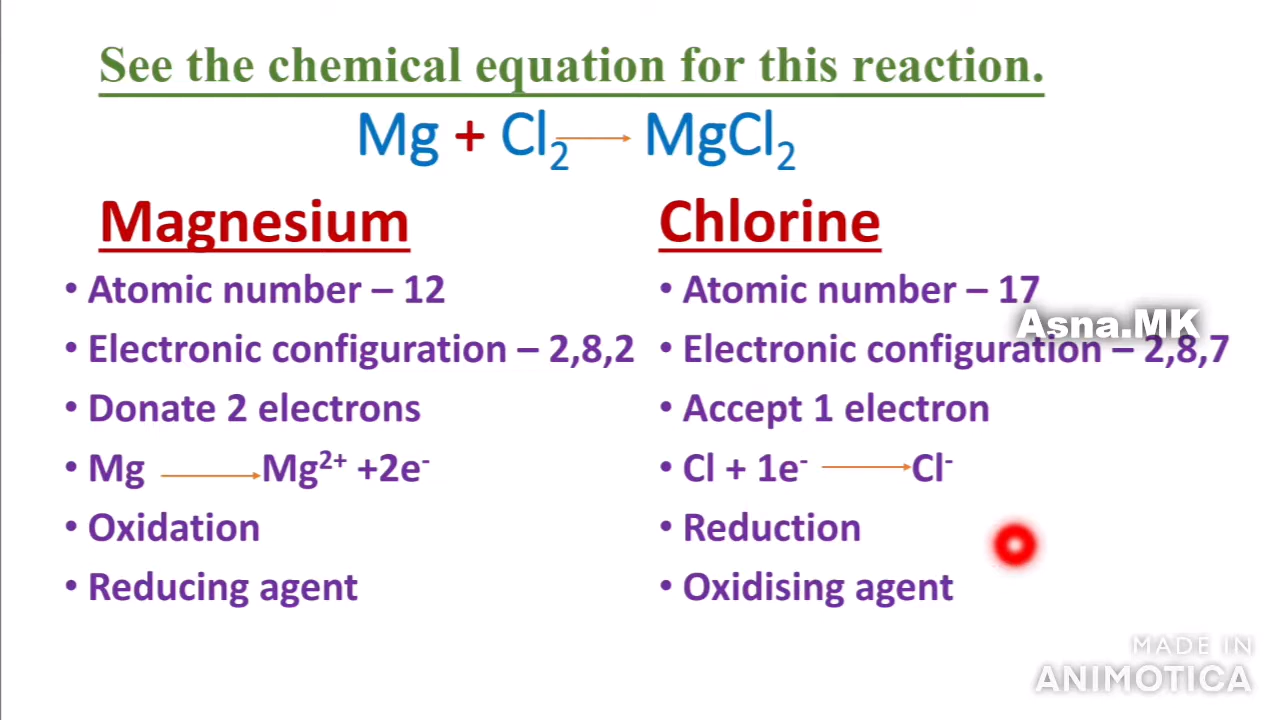 See the chemical equation for this reaction.
Mg + Cl₂ → MgCl₂
Magnesium
• Atomic number – 12
• Electronic configuration – 2,8,2
• Donate 2 electrons
• Mg → Mg²⁺ +2e⁻
• Oxidation
• Reducing agent
Chlorine
• Atomic number – 17
Asna.MK
• Electronic configuration – 2,8,7
• Accept 1 electron
• Cl + 1e⁻ → Cl⁻
• Reduction
• Oxidising agent
MADE IN
ANIMOTICA